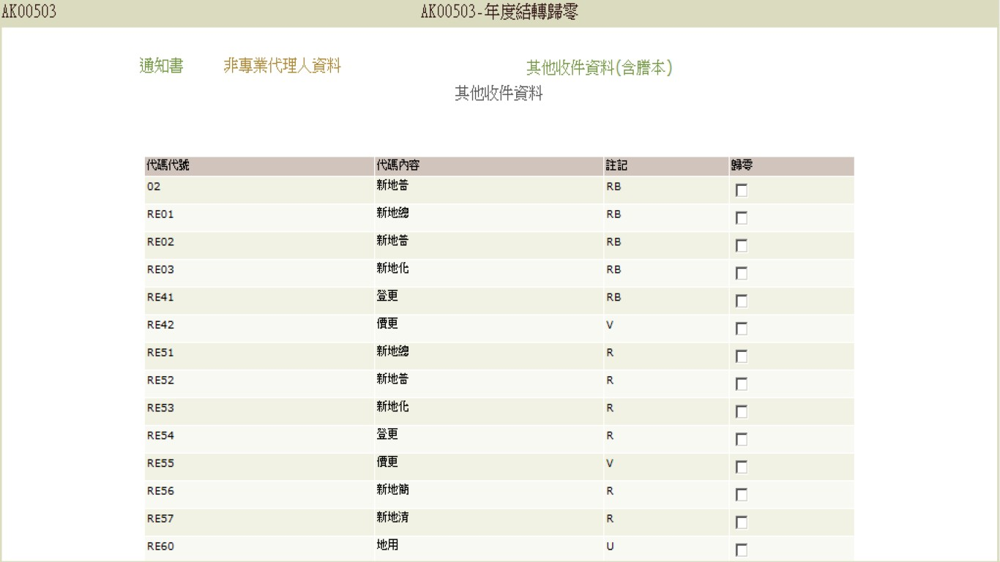 AK00503 AK00503-年度結轉歸零
通知書 非專業代理人資料 其他收件資料(含謄本)
其他收件資料
代碼代號 代碼內容 註記 歸零
02 新地普 RB
RE01 新地總 RB
RE02 新地普 RB
RE03 新地化 RB
RE41 登更 RB
RE42 價更 V
RE51 新地總 R
RE52 新地普 R
RE53 新地化 R
RE54 登更 R
RE55 價更 V
RE56 新地簡 R
RE57 新地清 R
RE60 地用 U